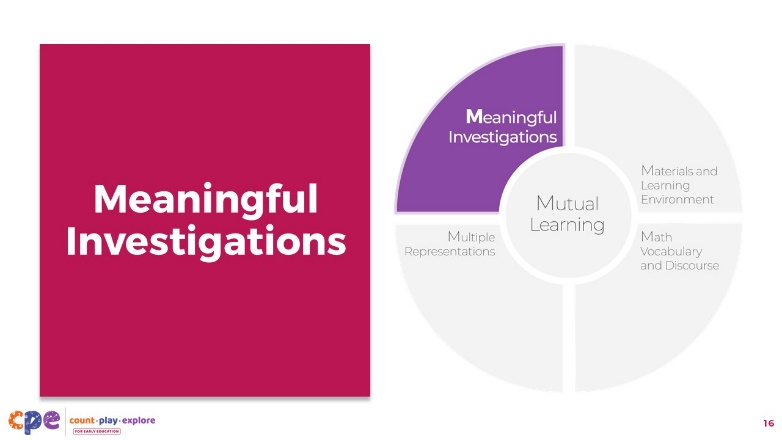 Meaningful
Investigations
Meaningful
Investigations
Materials and
Learning
Environment
Mutual
Learning
Multiple
Representations
Math
Vocabulary
and Discourse
cpe
count·play·explore
FOR EARLY EDUCATION
16